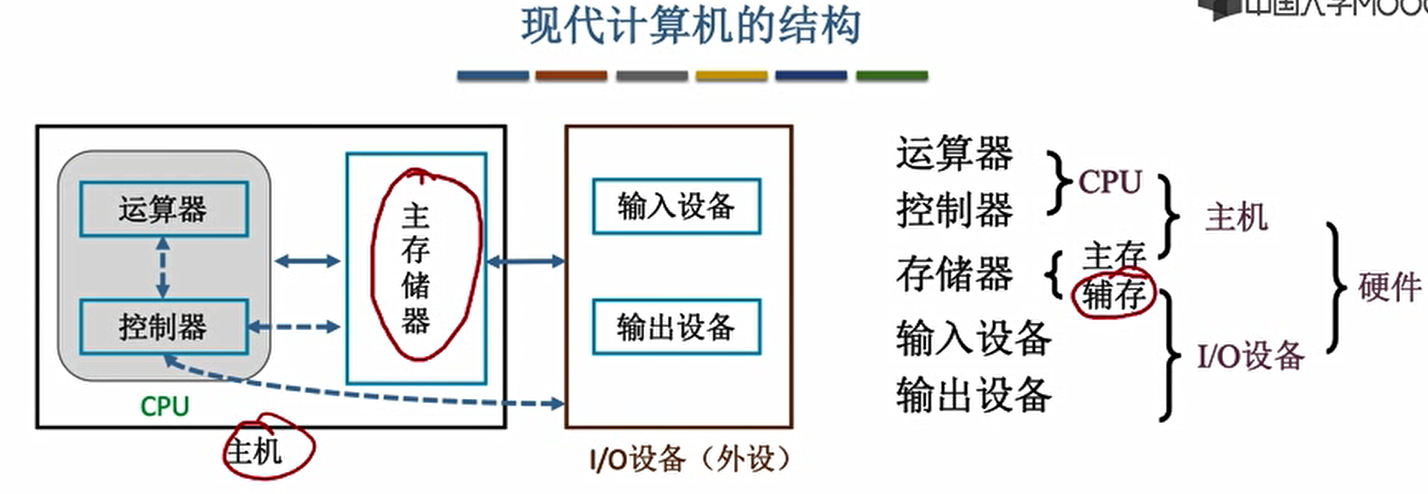 现代计算机的结构
中国大学MOOC
运算器
控制器
CPU
主机
主存储器
输入设备
输出设备
I/O设备（外设）
运算器
控制器
CPU
主机
存储器
主存
辅存
输入设备
输出设备
I/O设备
硬件